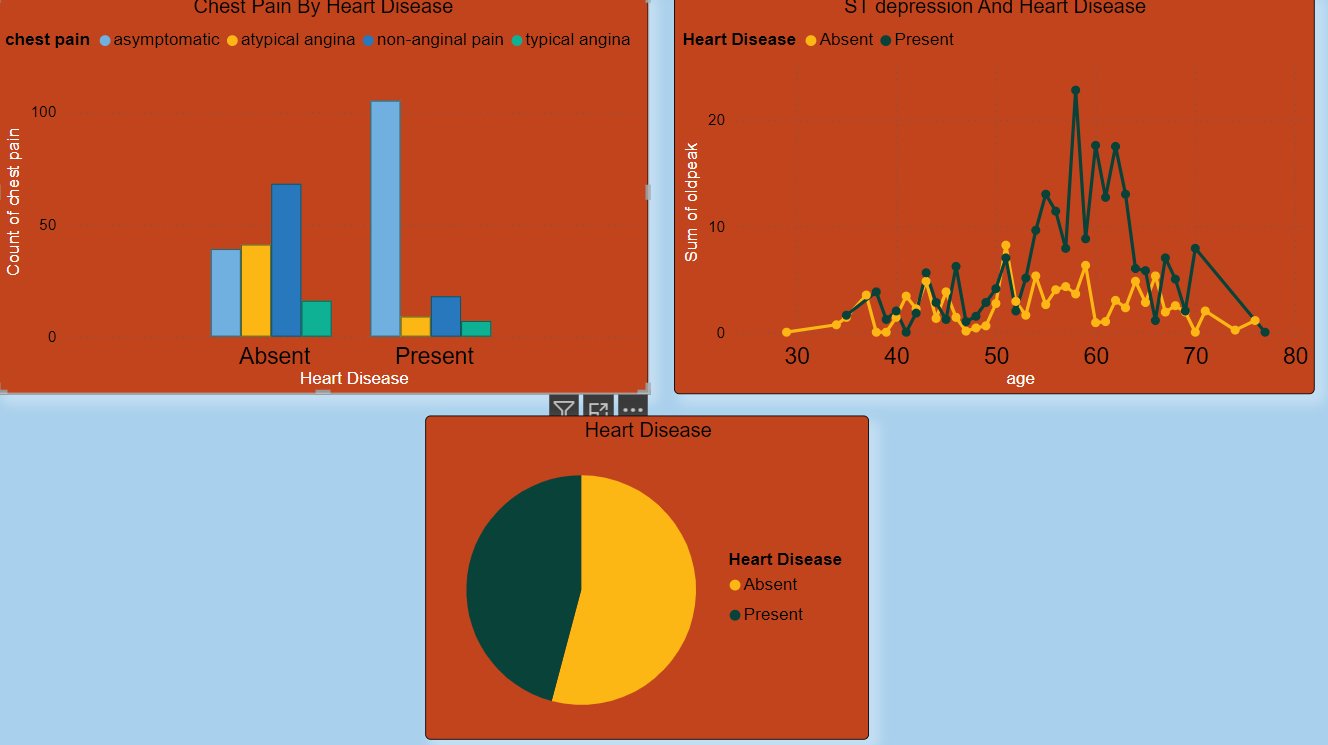 Chest Pain By Heart Disease
chest pain asymptomatic atypical angina non-anginal pain typical angina
Count of chest pain
100
50
0
Absent Present
Heart Disease
ST depression And Heart Disease
Heart Disease Absent Present
Sum of oldpeak
20
10
0
30 40 50 60 70 80
age
Heart Disease
Heart Disease
Absent
Present